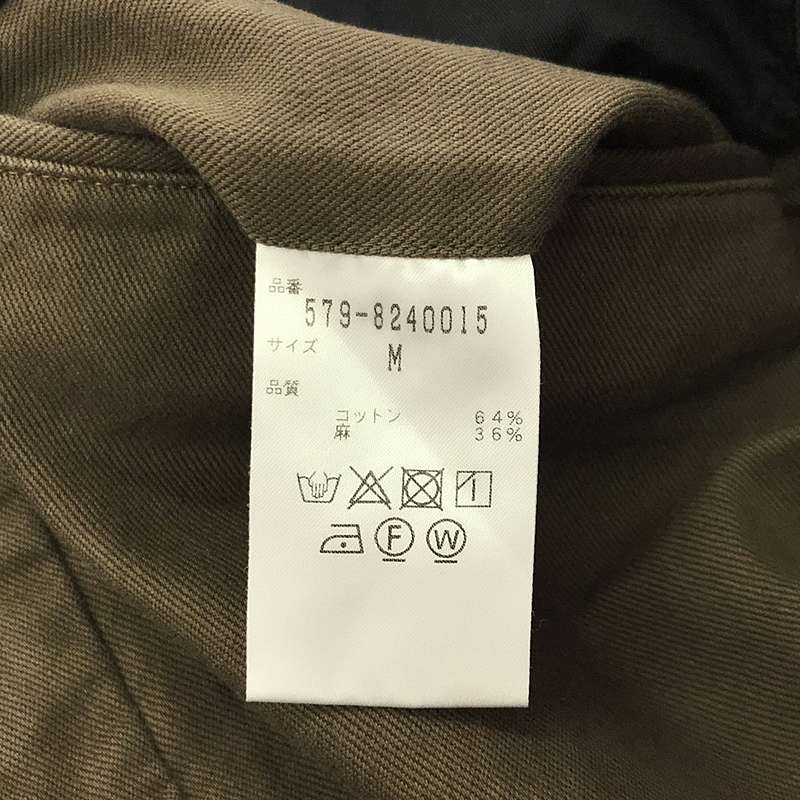 品番
579-8240015
サイズ
M
品質
コットン 64%
麻 36%
F W